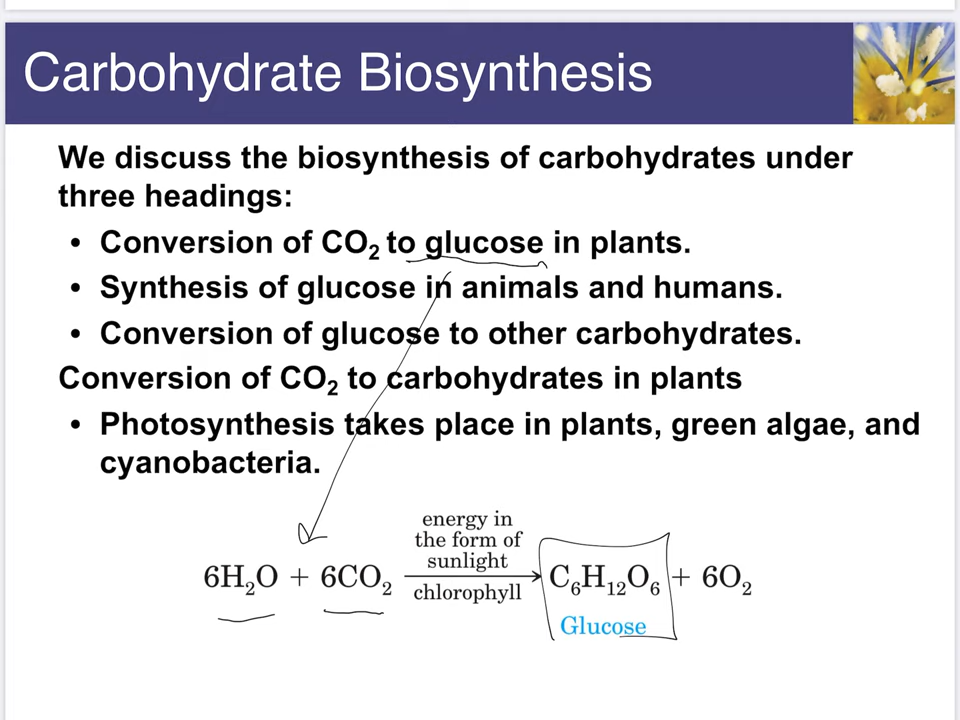 Carbohydrate Biosynthesis
We discuss the biosynthesis of carbohydrates under
three headings:
• Conversion of CO₂ to glucose in plants.
• Synthesis of glucose in animals and humans.
• Conversion of glucose to other carbohydrates.
Conversion of CO₂ to carbohydrates in plants
• Photosynthesis takes place in plants, green algae, and
cyanobacteria.
energy in
the form of
sunlight
6H₂O + 6CO₂ → C₆H₁₂O₆ + 6O₂
chlorophyll
Glucose